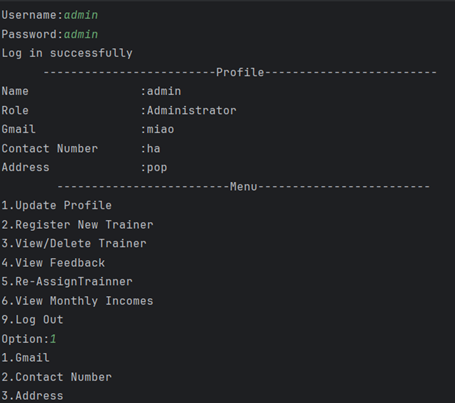 Username:admin
Password:admin
Log in successfully
-------------------------Profile-------------------------
Name                :admin
Role                :Administrator
Gmail               :miao
Contact Number      :ha
Address             :pop
-------------------------Menu-------------------------
1.Update Profile
2.Register New Trainer
3.View/Delete Trainer
4.View Feedback
5.Re-AssignTrainner
6.View Monthly Incomes
9.Log Out
Option:1
1.Gmail
2.Contact Number
3.Address